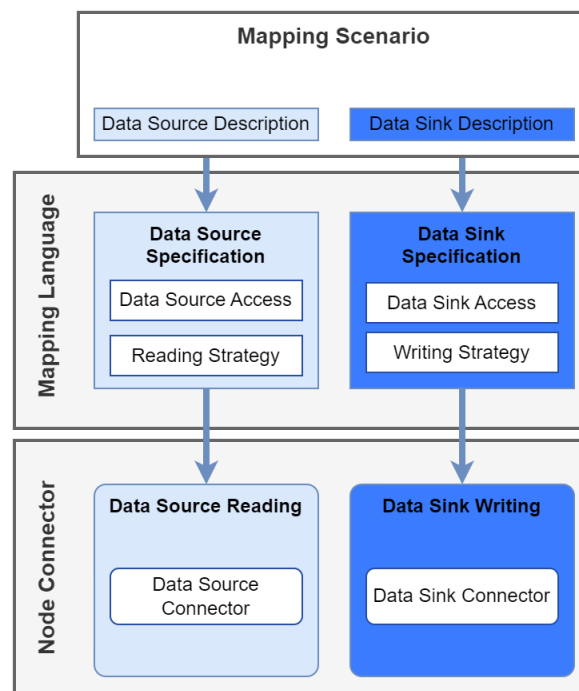 Mapping Scenario
Data Source Description
Data Sink Description
Mapping Language
Data Source
Specification
Data Source Access
Reading Strategy
Data Sink
Specification
Data Sink Access
Writing Strategy
Node Connector
Data Source Reading
Data Source
Connector
Data Sink Writing
Data Sink Connector